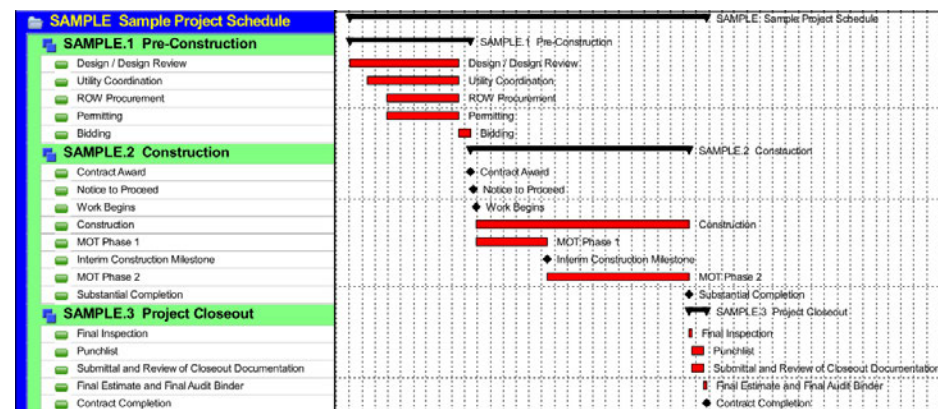 SAMPLE Sample Project Schedule
SAMPLE: Sample Project Schedule
SAMPLE.1 Pre-Construction
SAMPLE.1 Pre-Construction
Design / Design Review
Design / Design Review
Utility Coordination
Utility Coordination
ROW Procurement
ROW Procurement
Permitting
Permitting
Bidding
Bidding
SAMPLE.2 Construction
SAMPLE.2 Construction
Contract Award
Contract Award
Notice to Proceed
Notice to Proceed
Work Begins
Work Begins
Construction
Construction
MOT Phase 1
MOT Phase 1
Interim Construction Milestone
Interim Construction Milestone
MOT Phase 2
MOT Phase 2
Substantial Completion
Substantial Completion
SAMPLE.3 Project Closeout
SAMPLE.3 Project Closeout
Final Inspection
Final Inspection
Punchlist
Punchlist
Submittal and Review of Closeout Documentation
Submittal and Review of Closeout Documentation
Final Estimate and Final Audit Binder
Final Estimate and Final Audit Binder
Contract Completion
Contract Completion